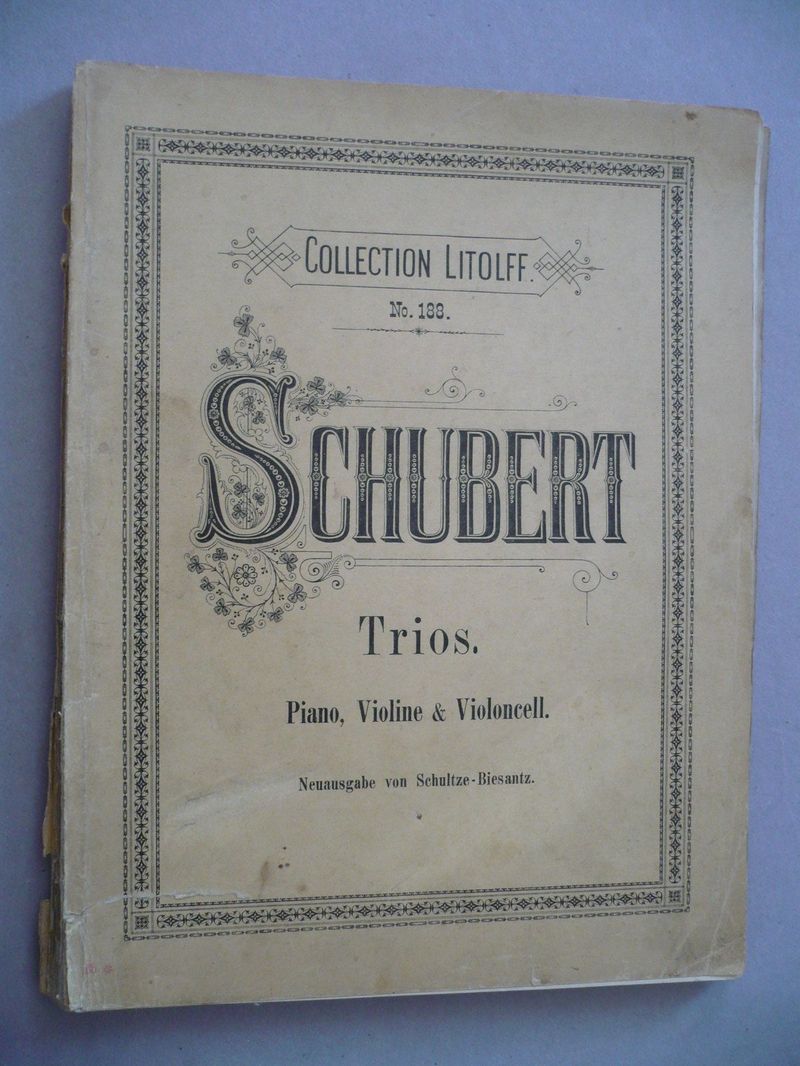 COLLECTION LITOLFF.
No. 188.
SCHUBERT
Trios.
Piano, Violine & Violoncell.
Neuausgabe von Schultze-Biesantz.